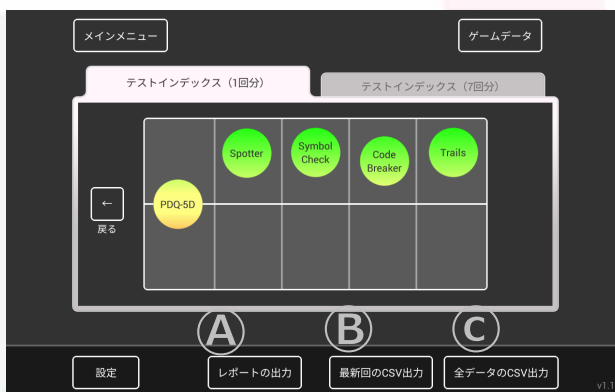 メインメニュー
ゲームデータ
テストインデックス（1回分）
テストインデックス（7回分）
Spotter
Symbol
Check
Code
Breaker
Trails
PDQ-5D
←
戻る
Ⓐ
Ⓑ
Ⓒ
設定
レポートの出力
最新回のCSV出力
全データのCSV出力
v1.1